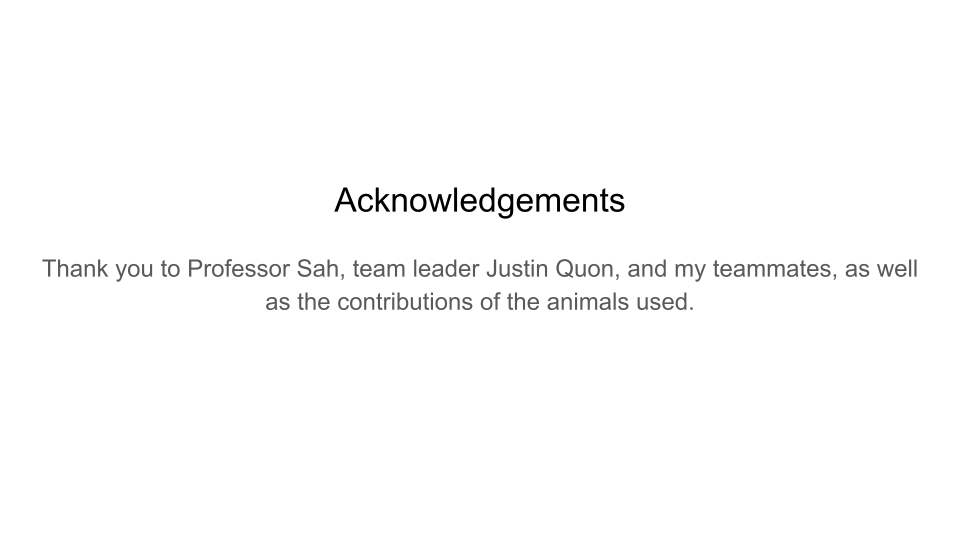 Acknowledgements
Thank you to Professor Sah, team leader Justin Quon, and my teammates, as well
as the contributions of the animals used.